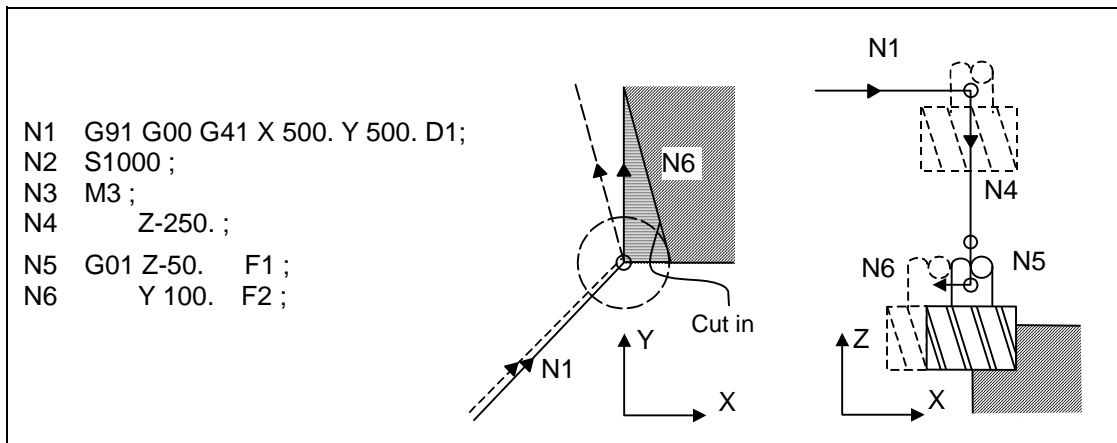 N1 G91 G00 G41 X 500. Y 500. D1;
N2 S1000 ;
N3 M3 ;
N4 Z-250. ;
N5 G01 Z-50. F1 ;
N6 Y 100. F2 ;
N6
N1
Cut in
Y
X
N1
N4
N6
N5
Z
X